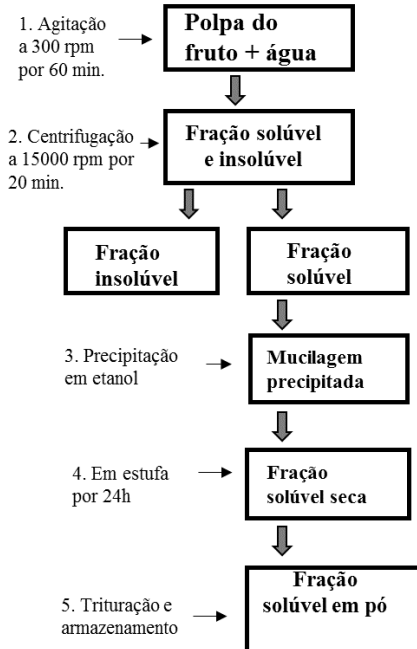 1. Agitação
a 300 rpm
por 60 min.
Polpa do
fruto + água
2. Centrifugação
a 15000 rpm por
20 min.
Fração solúvel
e insolúvel
Fração
insolúvel
Fração
solúvel
3. Precipitação
em etanol
Mucilagem
precipitada
4. Em estufa
por 24h
Fração
solúvel seca
5. Trituração e
armazenamento
Fração
solúvel em pó